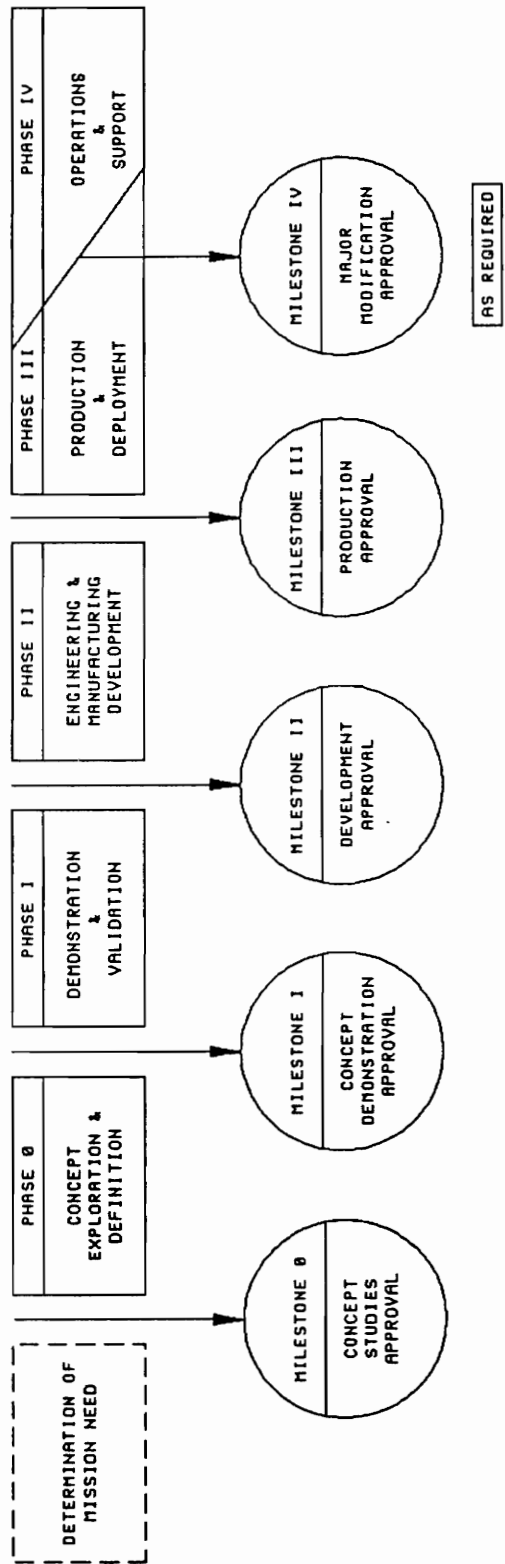 DETERMINATION OF
MISSION NEED
PHASE 0
CONCEPT
EXPLORATION &
DEFINITION
PHASE I
DEMONSTRATION
&
VALIDATION
PHASE II
ENGINEERING &
MANUFACTURING
DEVELOPMENT
PHASE III
PRODUCTION
&
DEPLOYMENT
PHASE IV
OPERATIONS
&
SUPPORT
MILESTONE 0
CONCEPT
STUDIES
APPROVAL
MILESTONE I
CONCEPT
DEMONSTRATION
APPROVAL
MILESTONE II
DEVELOPMENT
APPROVAL
MILESTONE III
PRODUCTION
APPROVAL
MILESTONE IV
MAJOR
MODIFICATION
APPROVAL
AS REQUIRED